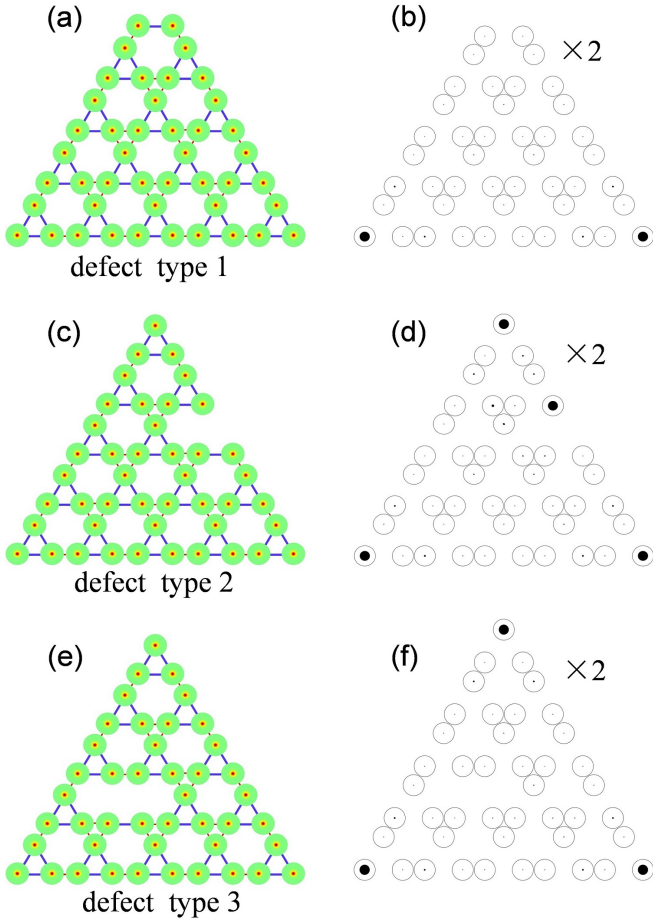 (a)
(b)
×2
defect type 1
(c)
(d)
×2
defect type 2
(e)
(f)
×2
defect type 3